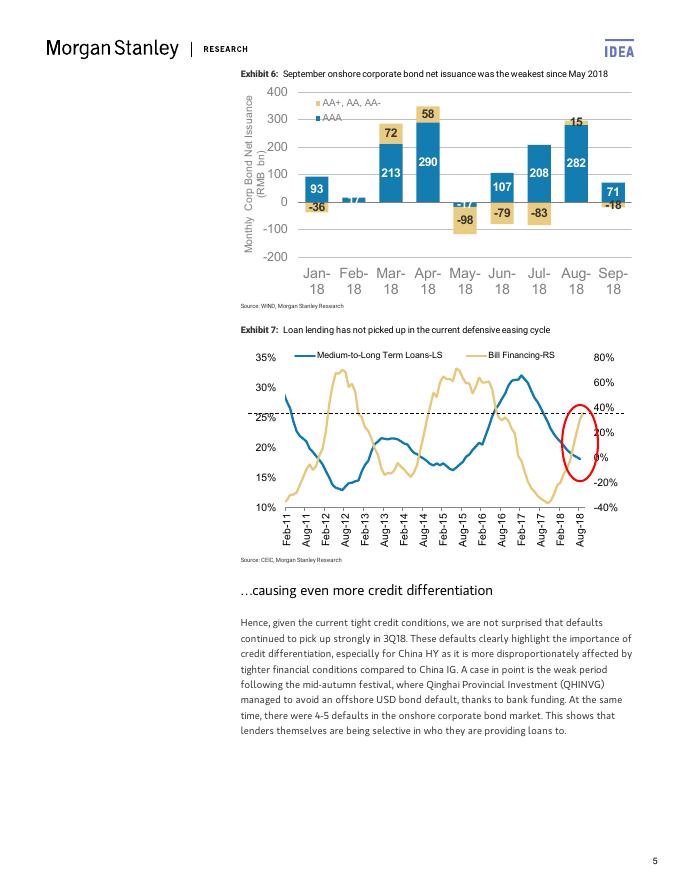 Morgan Stanley | RESEARCH
IDEA
Exhibit 6: September onshore corporate bond net issuance was the weakest since May 2018
Monthly Corp Bond Net Issuance
(RMB bn)
400
300
200
100
0
-100
-200
AA+, AA, AA-
AAA
93
-36
72
213
58
290
-98
107
-79
208
-83
15
282
71
-18
Jan-18
Feb-18
Mar-18
Apr-18
May-18
Jun-18
Jul-18
Aug-18
Sep-18
Source: WIND, Morgan Stanley Research
Exhibit 7: Loan lending has not picked up in the current defensive easing cycle
Medium-to-Long Term Loans-LS
Bill Financing-RS
35%
30%
25%
20%
15%
10%
80%
60%
40%
20%
0%
-20%
-40%
Feb-11
Aug-11
Feb-12
Aug-12
Feb-13
Aug-13
Feb-14
Aug-14
Feb-15
Aug-15
Feb-16
Aug-16
Feb-17
Aug-17
Feb-18
Aug-18
Source: CEIC, Morgan Stanley Research
…causing even more credit differentiation
Hence, given the current tight credit conditions, we are not surprised that defaults
continued to pick up strongly in 3Q18. These defaults clearly highlight the importance of
credit differentiation, especially for China HY as it is more disproportionately affected by
tighter financial conditions compared to China IG. A case in point is the weak period
following the mid-autumn festival, where Qinghai Provincial Investment (QHINVG)
managed to avoid an offshore USD bond default, thanks to bank funding. At the same
time, there were 4-5 defaults in the onshore corporate bond market. This shows that
lenders themselves are being selective in who they are providing loans to.
5